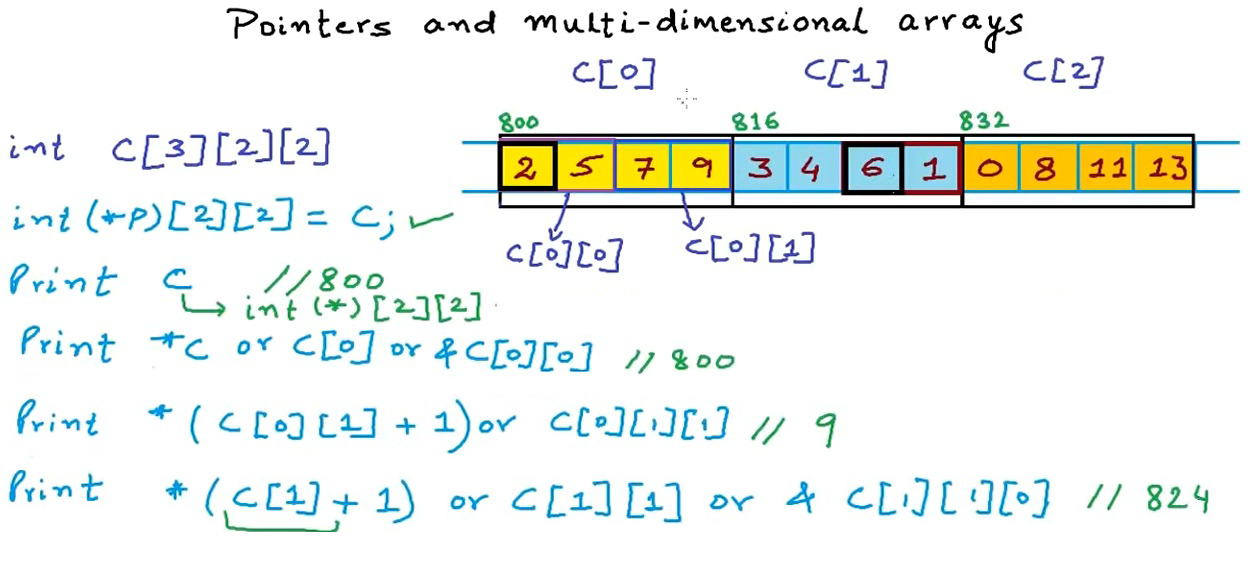 Pointers and multi-dimensional arrays
C[0] C[1] C[2]
800 816 832
int C[3][2][2]
2 5 7 9 3 4 6 1 0 8 11 13
int (*P)[2][2] = C; ✓
C[0][0] C[0][1]
Print C //800
int (*)[2][2]
Print *C or C[0] or &C[0][0] // 800
Print *(C[0][1] + 1) or C[0][1][1] // 9
Print *(C[1] + 1) or C[1][1] or & C[1][1][0] // 824